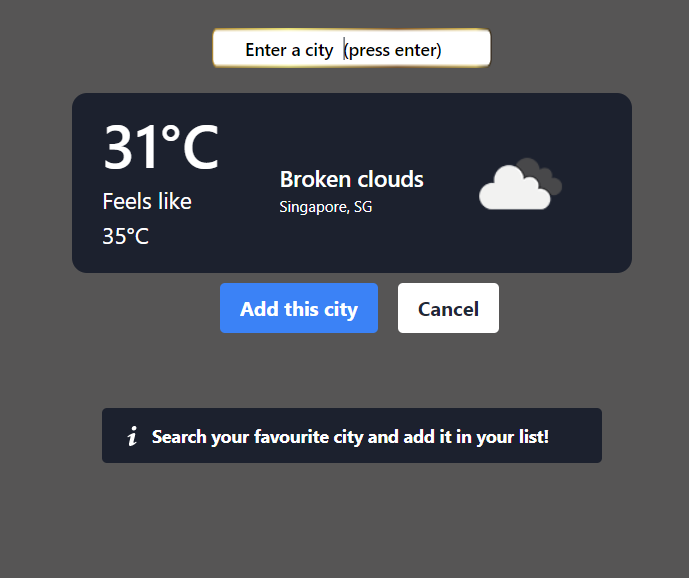 Enter a city (press enter)
31°C
Feels like
35°C
Broken clouds
Singapore, SG
Add this city
Cancel
i Search your favourite city and add it in your list!